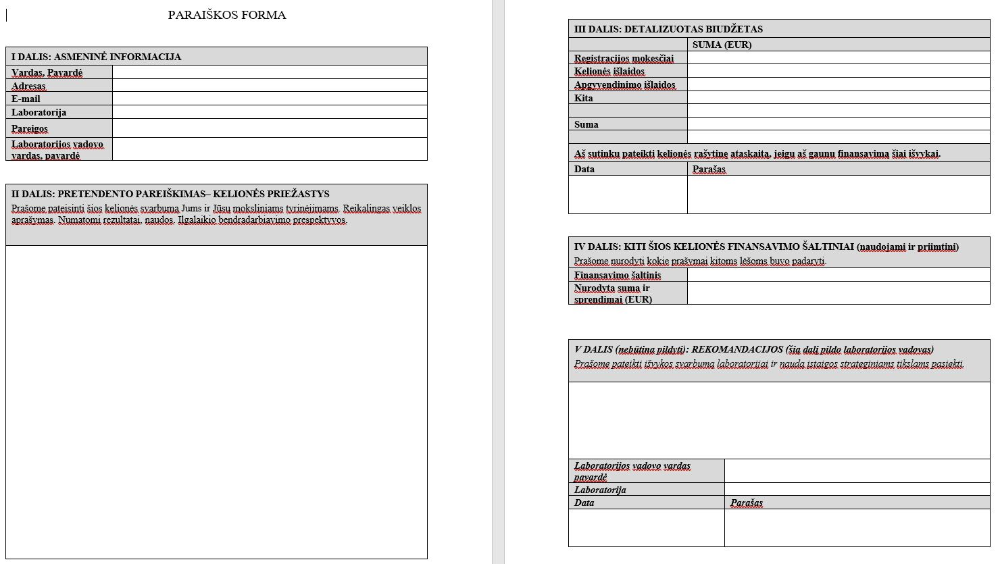 PARAIŠKOS FORMA
I DALIS: ASMENINĖ INFORMACIJA
Vardas, Pavardė
Adresas
E-mail
Laboratorija
Pareigos
Laboratorijos vadovo
vardas, pavardė
II DALIS: PRETENDENTO PAREIŠKIMAS– KELIONĖS PRIEŽASTYS
Prašome pateisinti šios kelionės svarbumą Jums ir Jūsų moksliniams tyrinėjimams. Reikalingas veiklos
aprašymas. Numatomi rezultatai, naudos. Ilgalaikio bendradarbiavimo prespektyvos.
III DALIS: DETALIZUOTAS BIUDŽETAS
SUMA (EUR)
Registracijos mokesčiai
Kelionės išlaidos
Apgyvendinimo išlaidos
Kita
Suma
Aš sutinku pateikti kelionės rašytinę ataskaitą, jeigu aš gaunu finansavimą šiai išvykai.
Data Parašas
IV DALIS: KITI ŠIOS KELIONĖS FINANSAVIMO ŠALTINIAI (naudojami ir priimtini)
Prašome nurodyti kokie prašymai kitoms lėšoms buvo padaryti.
Finansavimo šaltinis
Nurodyta suma ir
sprendimai (EUR)
V DALIS (nebūtina pildyti): REKOMANDACIJOS (šią dalį pildo laboratorijos vadovas)
Prašome pateikti išvykos svarbumą laboratorijai ir naudą įstaigos strateginiams tikslams pasiekti.
Laboratorijos vadovo vardas
pavardė
Laboratorija
Data Parašas